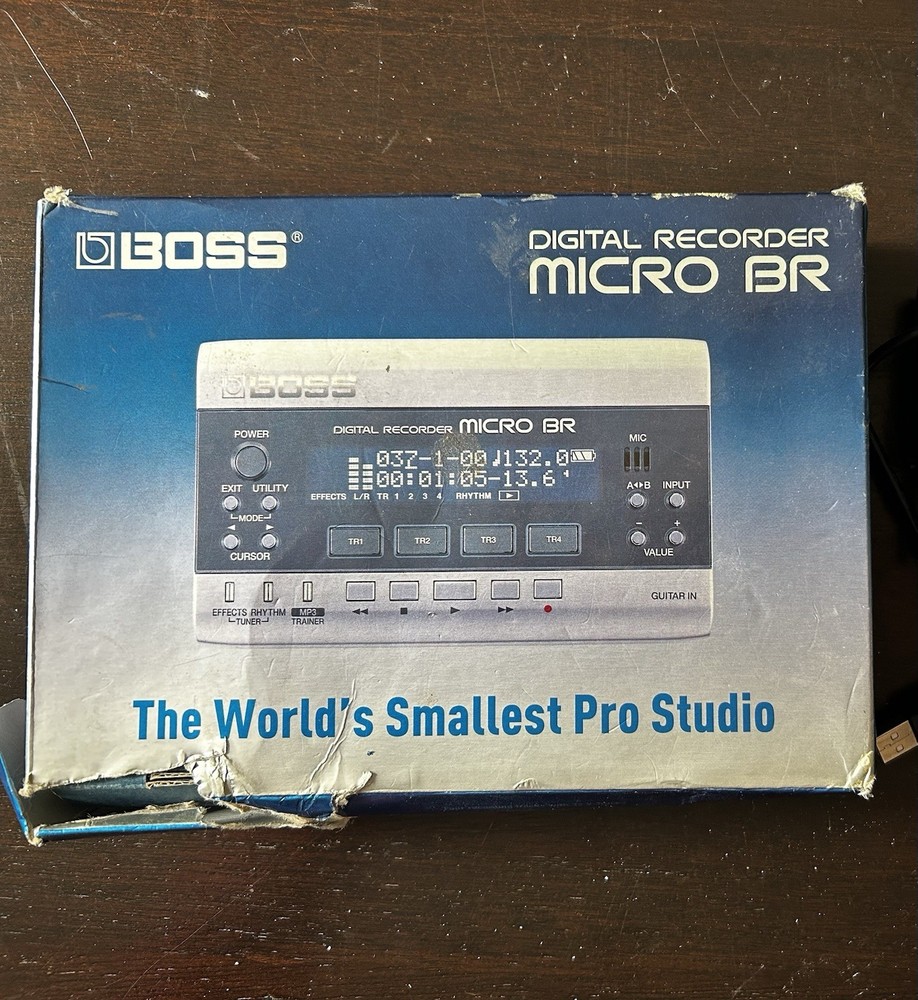 BOSS®
DIGITAL RECORDER
MICRO BR
BOSS
DIGITAL RECORDER MICRO BR
POWER
MIC
037-1-00 ♩132.0
00:01:05-13.6
EXIT UTILITY
A◄►B INPUT
EFFECTS L/R TR 1 2 3 4 RHYTHM ►
MODE
- +
◄ ►
TR1 TR2 TR3 TR4
CURSOR
VALUE
EFFECTS RHYTHM MP3 ◄◄ ■ ► ►► ●
TUNER TRAINER
GUITAR IN
The World's Smallest Pro Studio